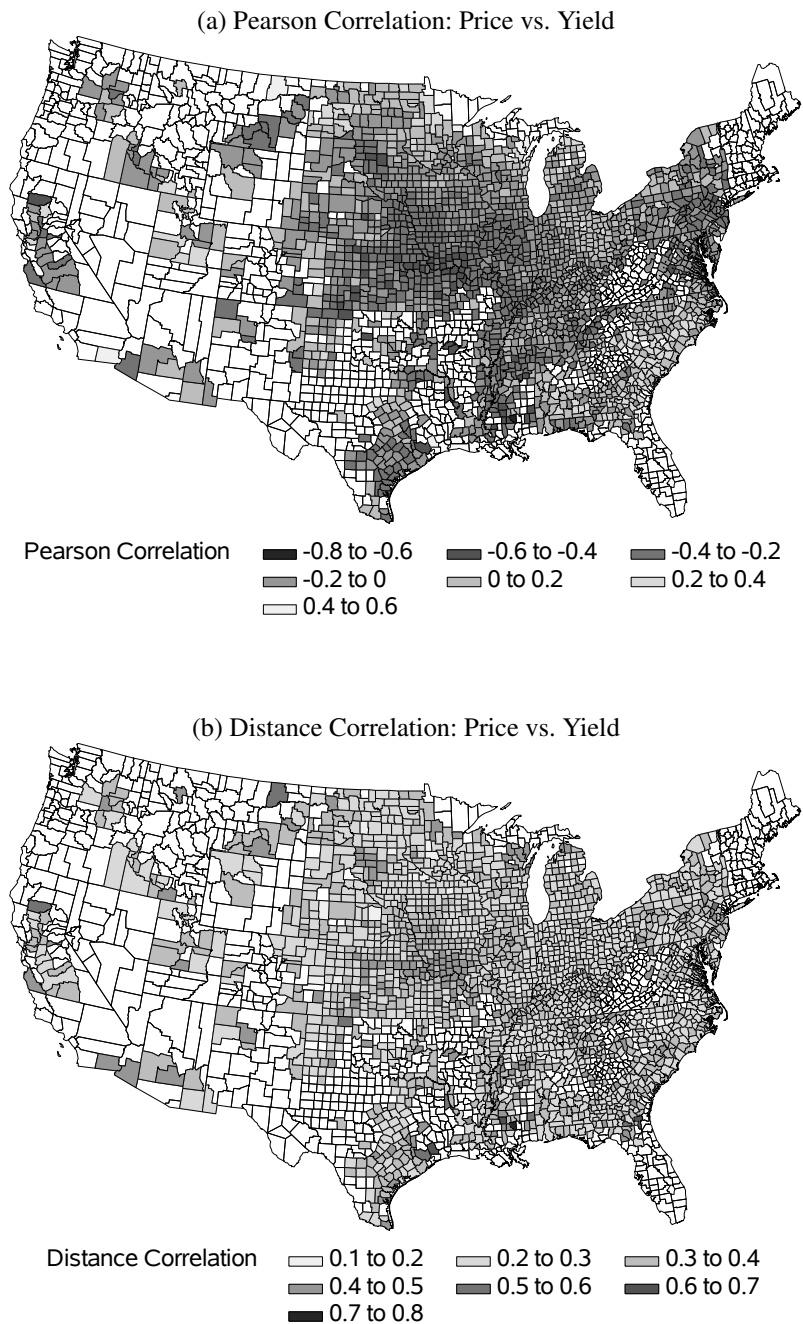 (a) Pearson Correlation: Price vs. Yield
Pearson Correlation -0.8 to -0.6 -0.6 to -0.4 -0.4 to -0.2
-0.2 to 0 0 to 0.2 0.2 to 0.4
0.4 to 0.6
(b) Distance Correlation: Price vs. Yield
Distance Correlation 0.1 to 0.2 0.2 to 0.3 0.3 to 0.4
0.4 to 0.5 0.5 to 0.6 0.6 to 0.7
0.7 to 0.8